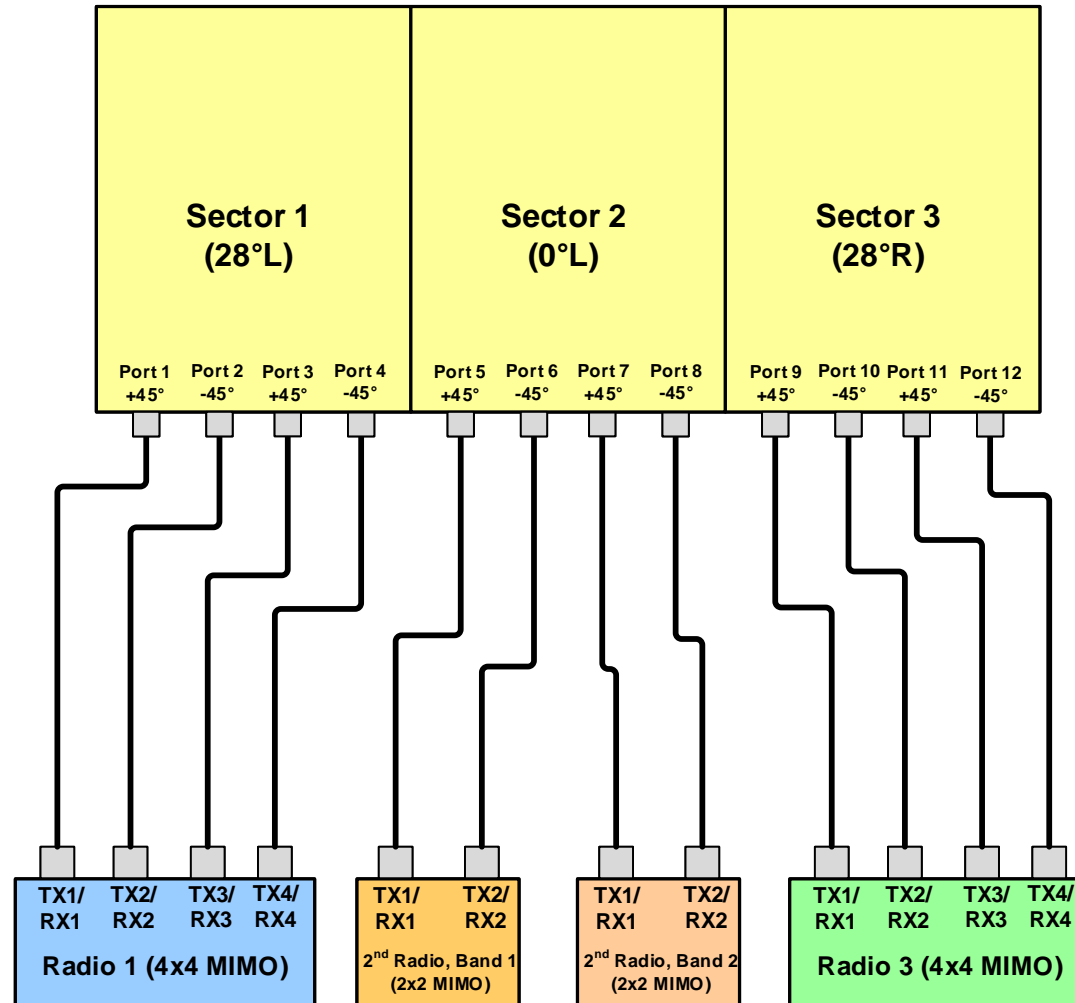 Sector 1
(28°L)
Sector 2
(0°L)
Sector 3
(28°R)
Port 1
+45°
Port 2
-45°
Port 3
+45°
Port 4
-45°
Port 5
+45°
Port 6
-45°
Port 7
+45°
Port 8
-45°
Port 9
+45°
Port 10
-45°
Port 11
+45°
Port 12
-45°
TX1/
RX1
TX2/
RX2
TX3/
RX3
TX4/
RX4
Radio 1 (4x4 MIMO)
TX1/
RX1
TX2/
RX2
2nd Radio, Band 1
(2x2 MIMO)
TX1/
RX1
TX2/
RX2
2nd Radio, Band 2
(2x2 MIMO)
TX1/
RX1
TX2/
RX2
TX3/
RX3
TX4/
RX4
Radio 3 (4x4 MIMO)